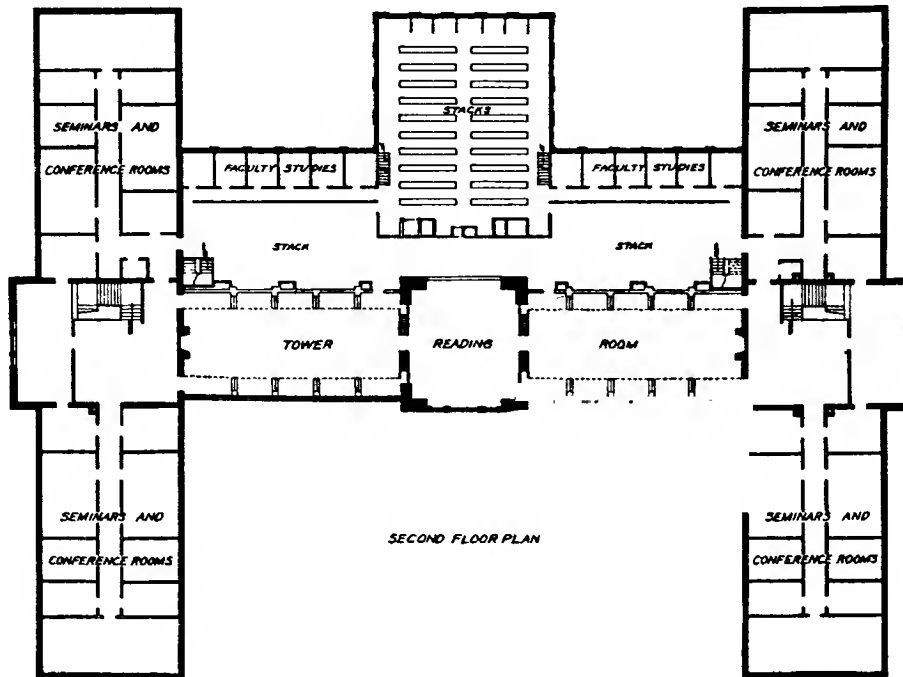 STACKS
SEMINARS AND
CONFERENCE ROOMS
FACULTY STUDIES
FACULTY STUDIES
SEMINARS AND
CONFERENCE ROOMS
STACK
STACK
TOWER
READING
ROOM
SEMINARS AND
CONFERENCE ROOMS
SECOND FLOOR PLAN
SEMINARS AND
CONFERENCE ROOMS